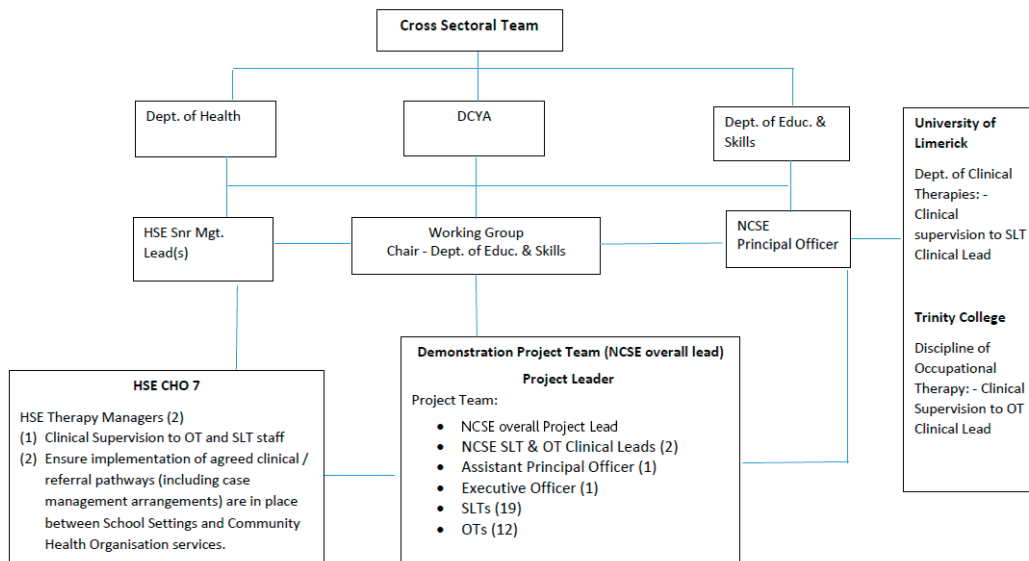 Cross Sectoral Team
Dept. of Health
DCYA
Dept. of Educ. &
Skills
HSE Snr Mgt.
Lead(s)
Working Group
Chair - Dept. of Educ. & Skills
NCSE
Principal Officer
University of
Limerick
Dept. of Clinical
Therapies: -
Clinical
supervision to SLT
Clinical Lead
Trinity College
Discipline of
Occupational
Therapy: - Clinical
Supervision to OT
Clinical Lead
HSE CHO 7
HSE Therapy Managers (2)
(1) Clinical Supervision to OT and SLT staff
(2) Ensure implementation of agreed clinical /
referral pathways (including case
management arrangements) are in place
between School Settings and Community
Health Organisation services.
Demonstration Project Team (NCSE overall lead)
Project Leader
Project Team:
• NCSE overall Project Lead
• NCSE SLT & OT Clinical Leads (2)
• Assistant Principal Officer (1)
• Executive Officer (1)
• SLTs (19)
• OTs (12)